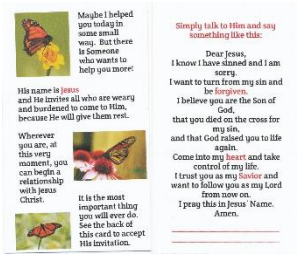 Maybe I helped
you today in
some small
way. But there
is Someone
who wants to
help you more!
His name is Jesus
and He invites all who are weary
and burdened to come to Him,
because He will give them rest.
Wherever
you are, at
this very
moment, you
can begin a
relationship
with Jesus
Christ.
It is the most
important thing
you will ever do.
See the back of
this card to accept
His invitation.
Simply talk to Him and say
something like this:
Dear Jesus,
I know I have sinned and I am
sorry.
I want to turn from my sin and
be forgiven.
I believe you are the Son of
God,
that you died on the cross for
my sin,
and that God raised you to life
again.
Come into my heart and take
control of my life.
I trust you as my Savior and
want to follow you as my Lord
from now on.
I pray this in Jesus' Name.
Amen.